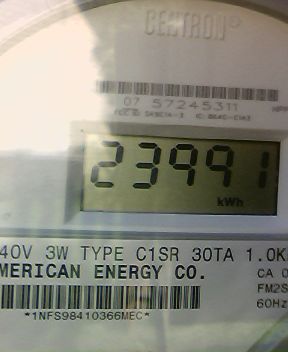 CENTRON®
07 57245311
23991
kWh
40V 3W TYPE C1SR 30TA 1.0K
MERICAN ENERGY CO.
CA 0
FM2S
60Hz
*1NFS98410366MEC*